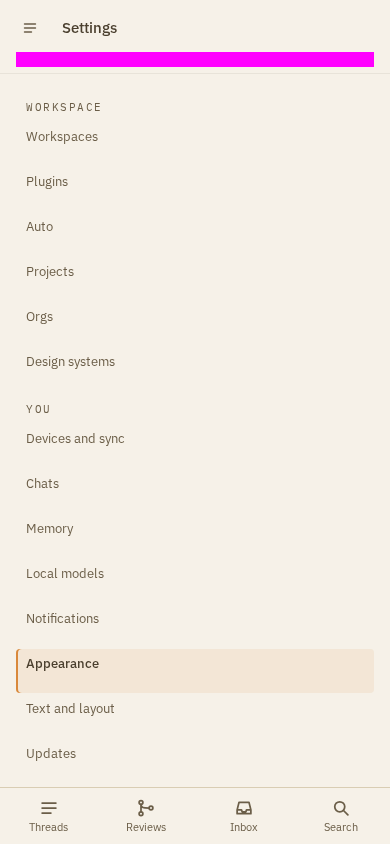 Settings
WORKSPACE
Workspaces
Plugins
Auto
Projects
Orgs
Design systems
YOU
Devices and sync
Chats
Memory
Local models
Notifications
Appearance
Text and layout
Updates
Threads
Reviews
Inbox
Search